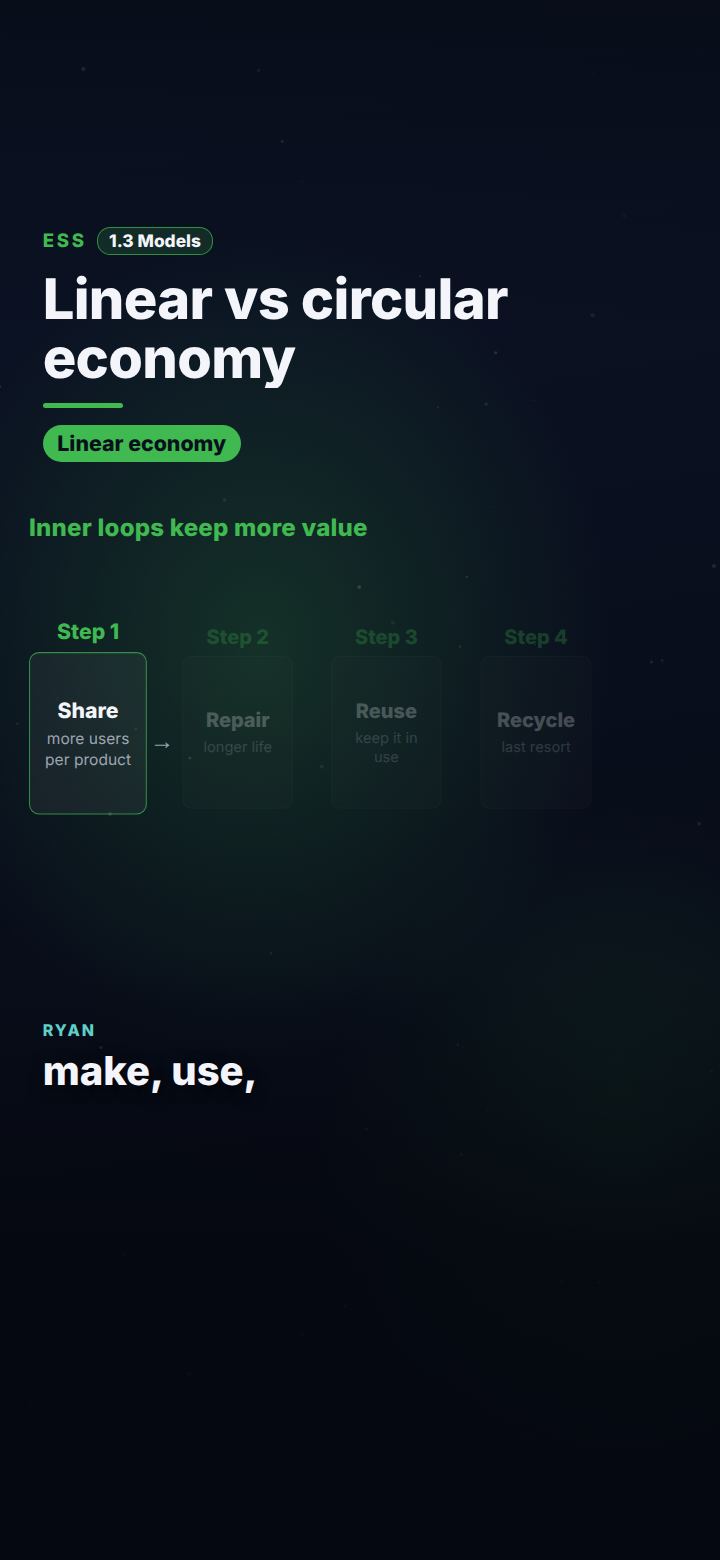 ESS 1.3 Models
Linear vs circular
economy
Linear economy
Inner loops keep more value
Step 1
Share
more users
per product
→
Step 2
Repair
longer life
Step 3
Reuse
keep it in
use
Step 4
Recycle
last resort
RYAN
make, use,